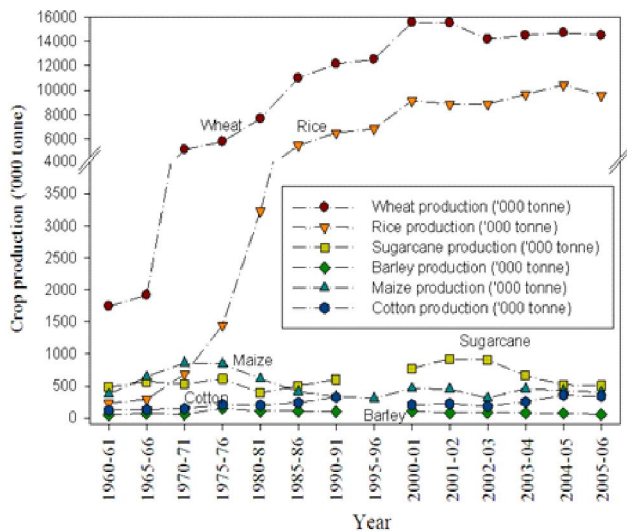 16000
14000
12000
10000
8000
6000
4000
3500
3000
2500
2000
1500
1000
500
0
Crop production ('000 tonne)
Wheat
Rice
Wheat production ('000 tonne)
Rice production ('000 tonne)
Sugarcane production ('000 tonne)
Barley production ('000 tonne)
Maize production ('000 tonne)
Cotton production ('000 tonne)
Sugarcane
Maize
Cotton
Barley
1960-61
1965-66
1970-71
1975-76
1980-81
1985-86
1990-91
1995-96
2000-01
2001-02
2002-03
2003-04
2004-05
2005-06
Year